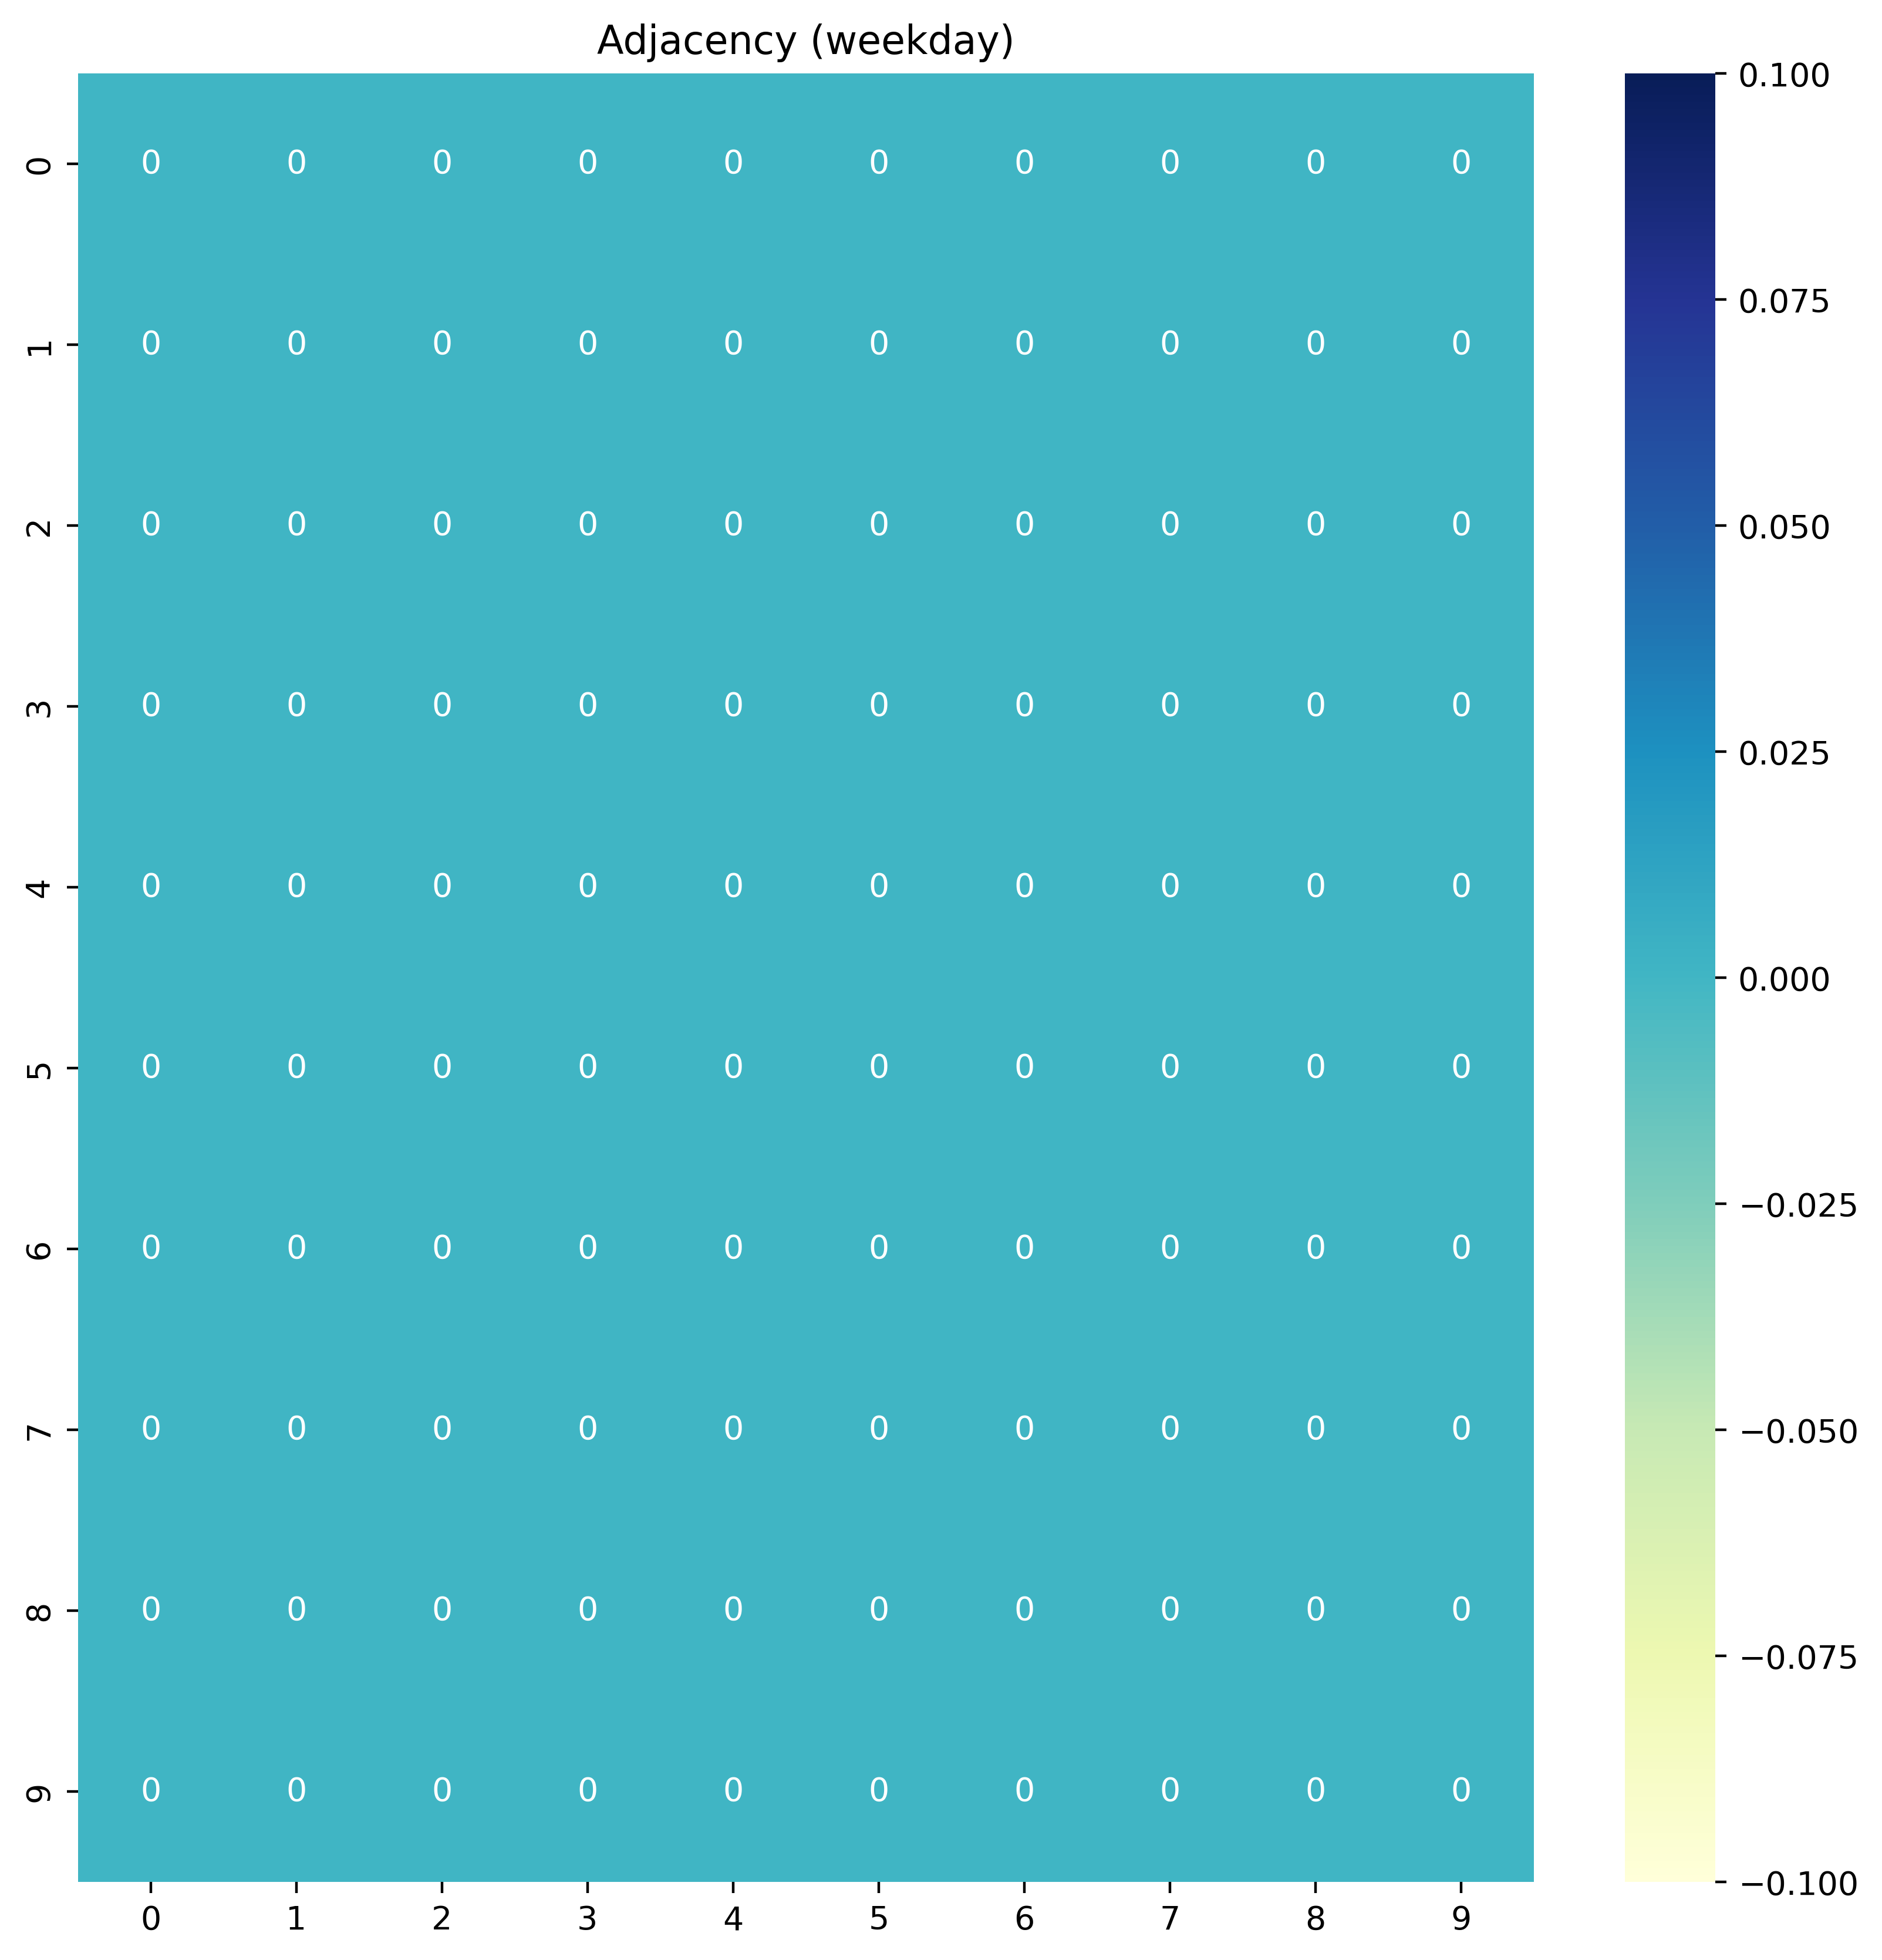 Adjacency (weekday)
0 0 0 0 0 0 0 0 0 0 0
1 0 0 0 0 0 0 0 0 0 0
2 0 0 0 0 0 0 0 0 0 0
3 0 0 0 0 0 0 0 0 0 0
4 0 0 0 0 0 0 0 0 0 0
5 0 0 0 0 0 0 0 0 0 0
6 0 0 0 0 0 0 0 0 0 0
7 0 0 0 0 0 0 0 0 0 0
8 0 0 0 0 0 0 0 0 0 0
9 0 0 0 0 0 0 0 0 0 0
0 1 2 3 4 5 6 7 8 9
0.100
0.075
0.050
0.025
0.000
−0.025
−0.050
−0.075
−0.100